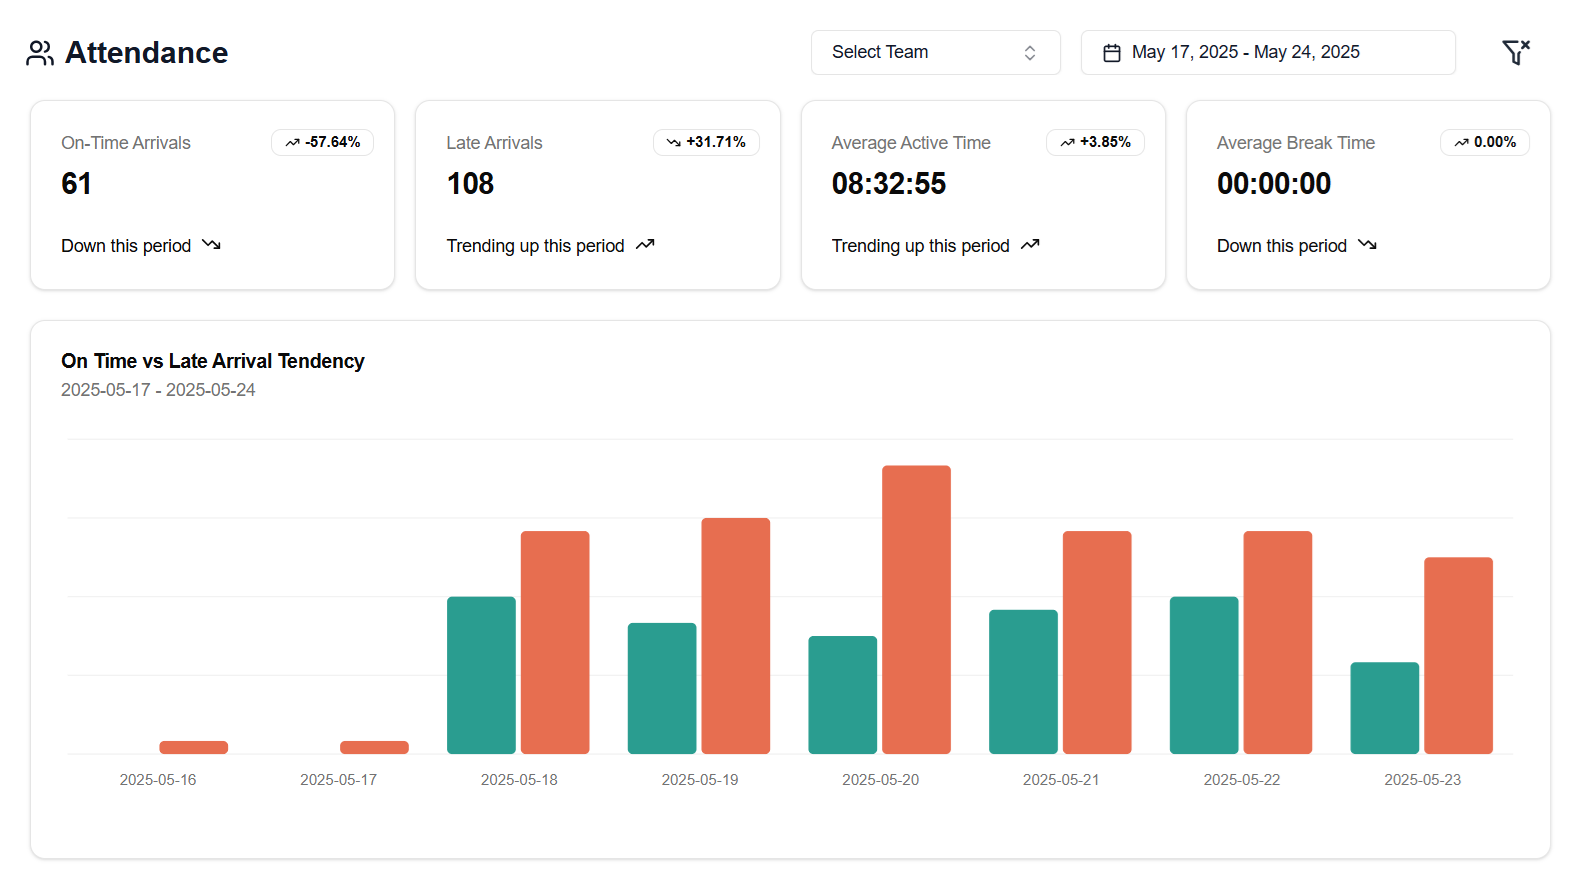 Attendance
Select Team
May 17, 2025 - May 24, 2025
On-Time Arrivals
-57.64%
61
Down this period
Late Arrivals
+31.71%
108
Trending up this period
Average Active Time
+3.85%
08:32:55
Trending up this period
Average Break Time
0.00%
00:00:00
Down this period
On Time vs Late Arrival Tendency
2025-05-17 - 2025-05-24
2025-05-16
2025-05-17
2025-05-18
2025-05-19
2025-05-20
2025-05-21
2025-05-22
2025-05-23